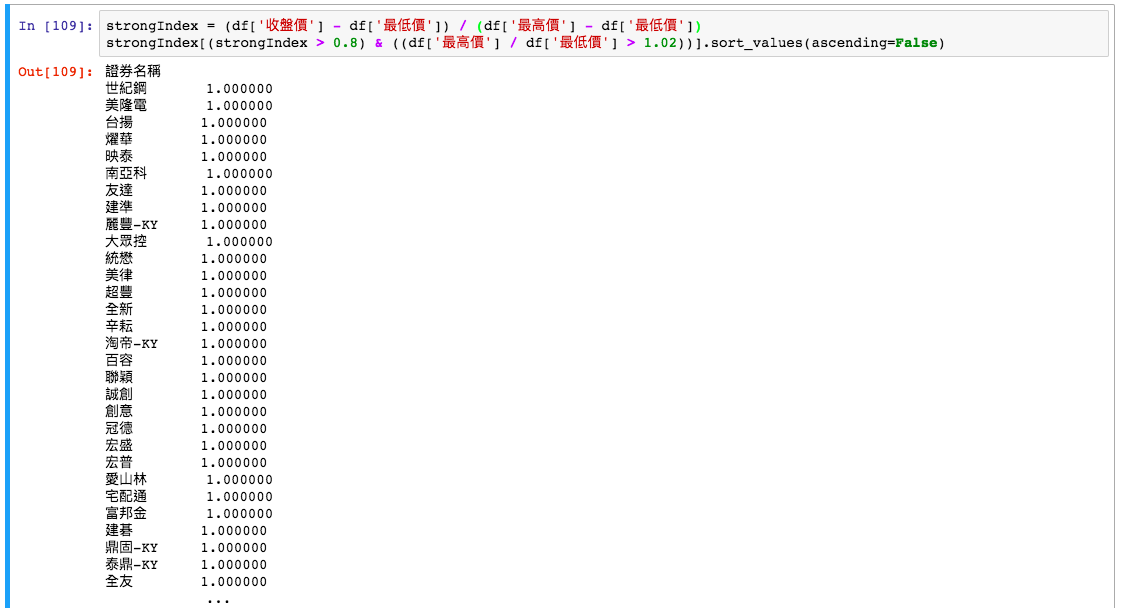 In [109]: strongIndex = (df['收盤價'] - df['最低價']) / (df['最高價'] - df['最低價'])
strongIndex[(strongIndex > 0.8) & ((df['最高價'] / df['最低價'] > 1.02))].sort_values(ascending=False)
Out[109]: 證券名稱
世紀鋼 1.000000
美隆電 1.000000
台揚 1.000000
燿華 1.000000
映泰 1.000000
南亞科 1.000000
友達 1.000000
建準 1.000000
麗豐-KY 1.000000
大眾控 1.000000
統懋 1.000000
美律 1.000000
超豐 1.000000
全新 1.000000
辛耘 1.000000
淘帝-KY 1.000000
百容 1.000000
聯穎 1.000000
誠創 1.000000
創意 1.000000
冠德 1.000000
宏盛 1.000000
宏普 1.000000
愛山林 1.000000
宅配通 1.000000
富邦金 1.000000
建碁 1.000000
鼎固-KY 1.000000
泰鼎-KY 1.000000
全友 1.000000
...